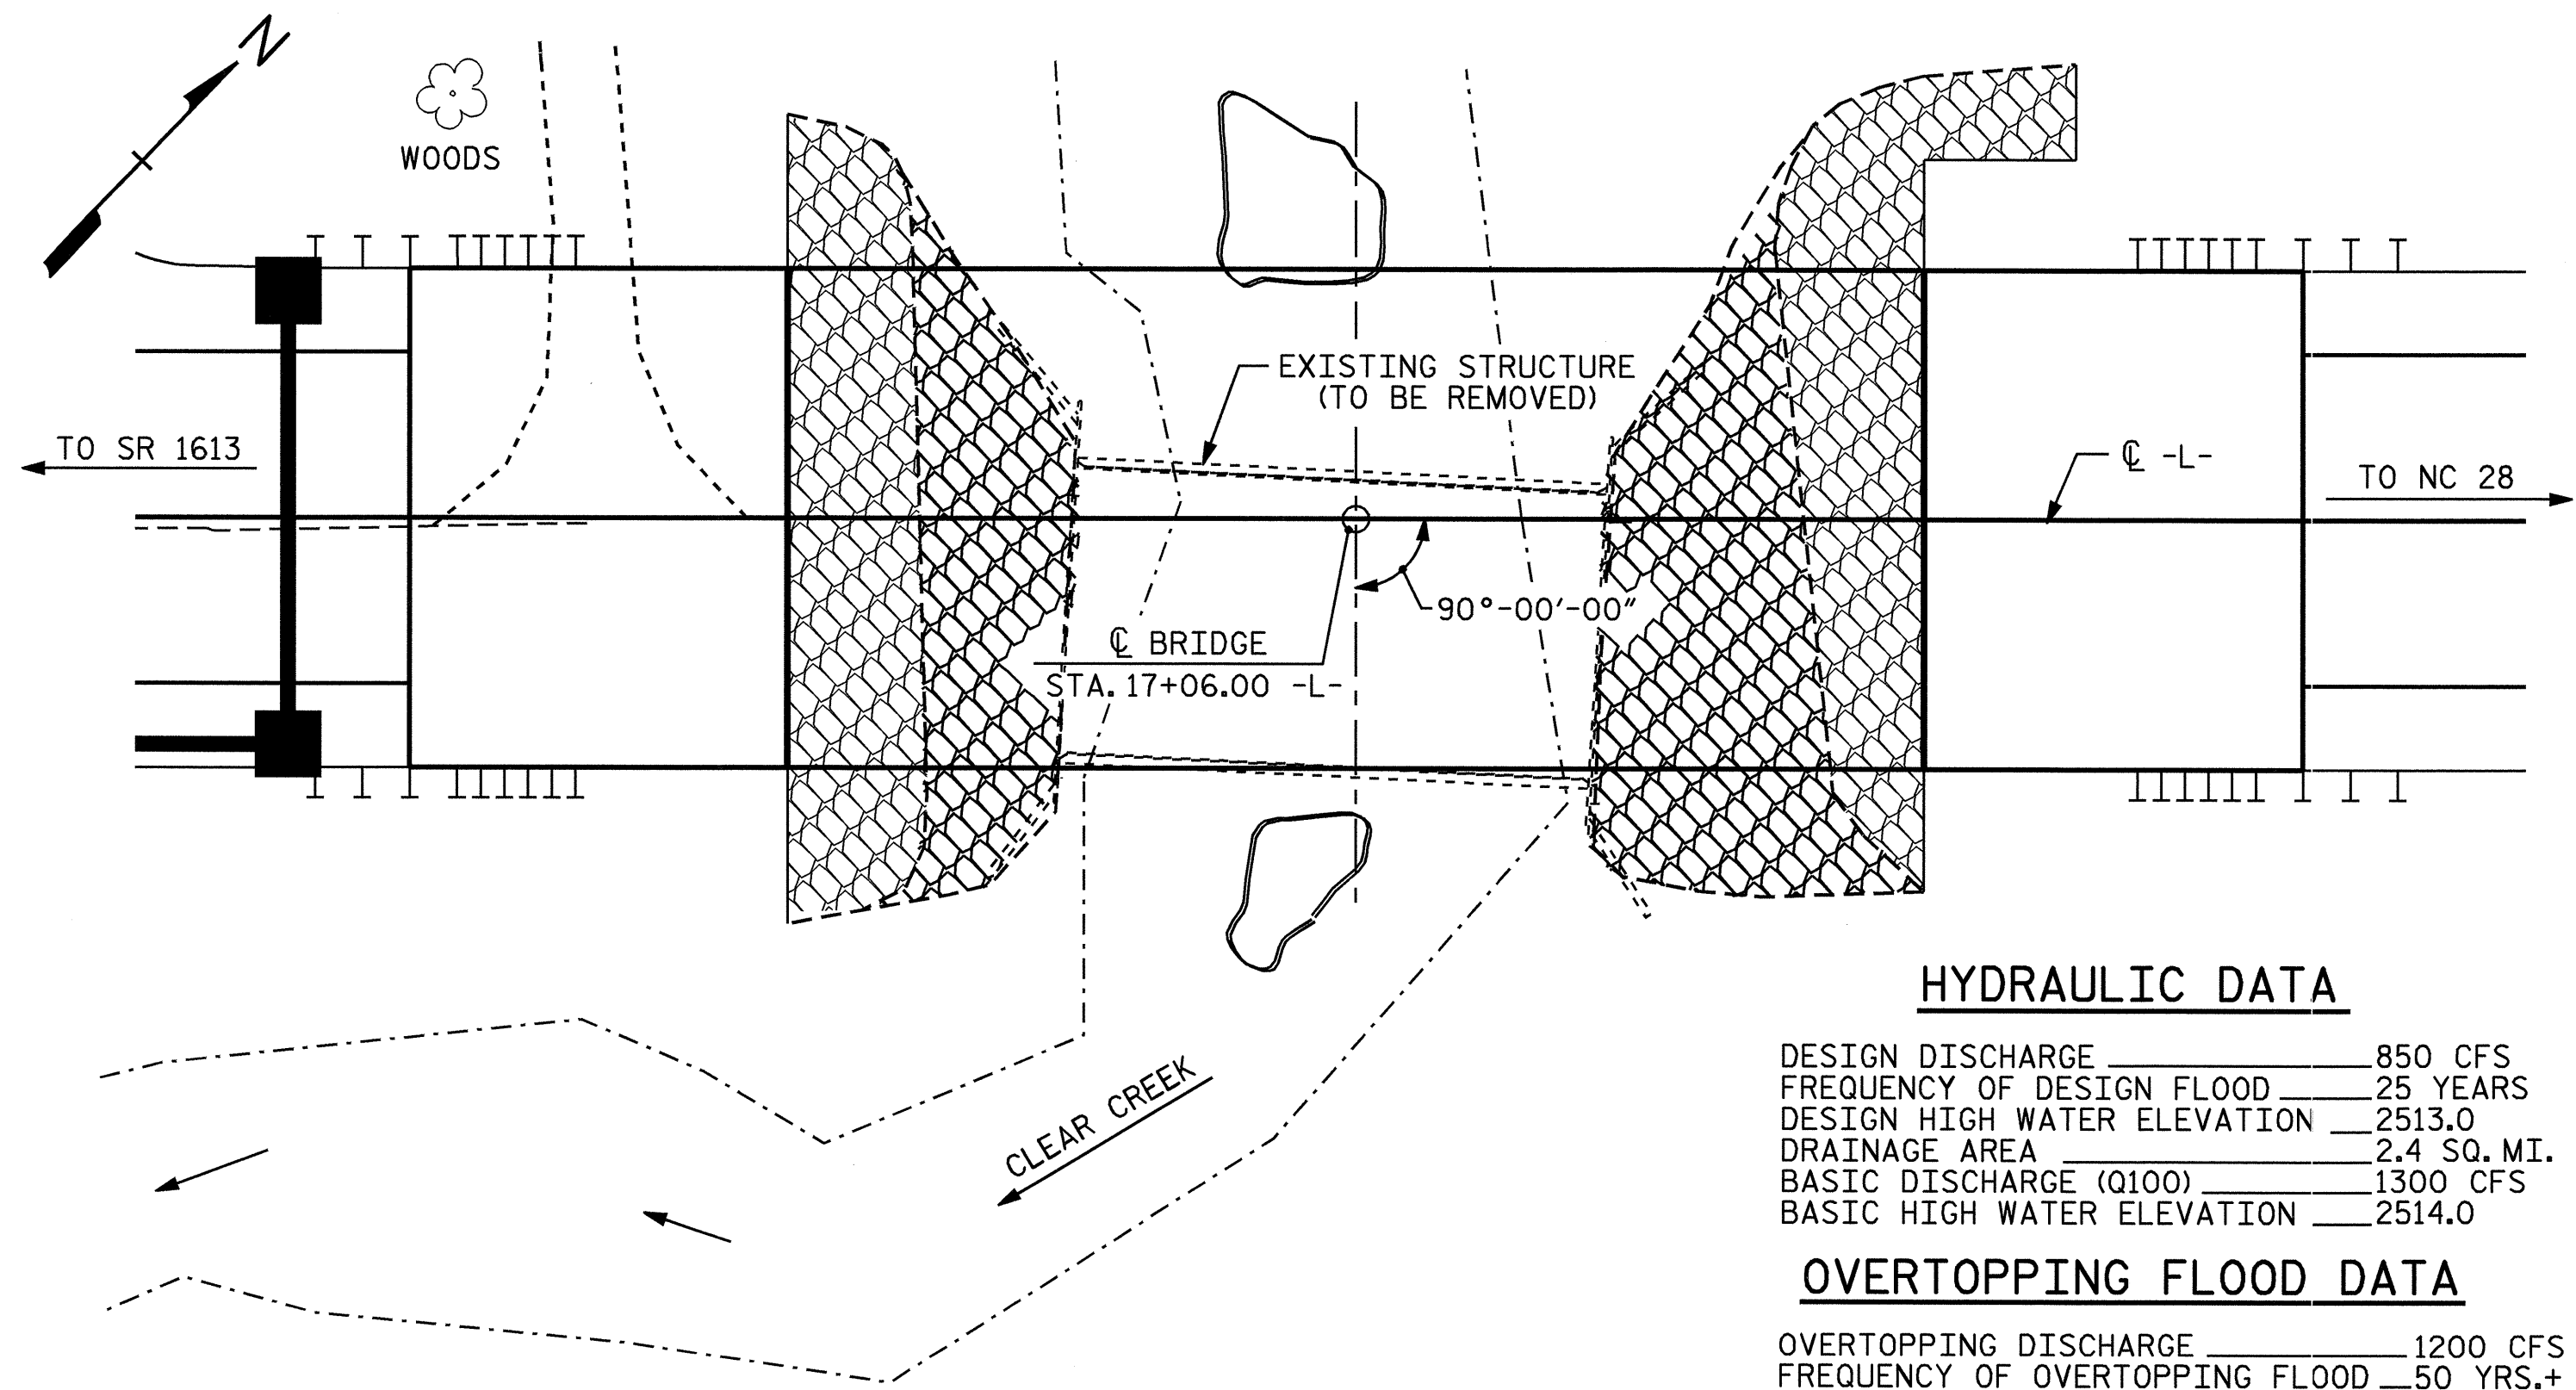 N
WOODS
EXISTING STRUCTURE
(TO BE REMOVED)
TO SR 1613
℄ -L-
TO NC 28
90°-00'-00"
℄ BRIDGE
STA. 17+06.00 -L-
CLEAR CREEK
HYDRAULIC DATA
DESIGN DISCHARGE 850 CFS
FREQUENCY OF DESIGN FLOOD 25 YEARS
DESIGN HIGH WATER ELEVATION 2513.0
DRAINAGE AREA 2.4 SQ. MI.
BASIC DISCHARGE (Q100) 1300 CFS
BASIC HIGH WATER ELEVATION 2514.0
OVERTOPPING FLOOD DATA
OVERTOPPING DISCHARGE 1200 CFS
FREQUENCY OF OVERTOPPING FLOOD 50 YRS.+